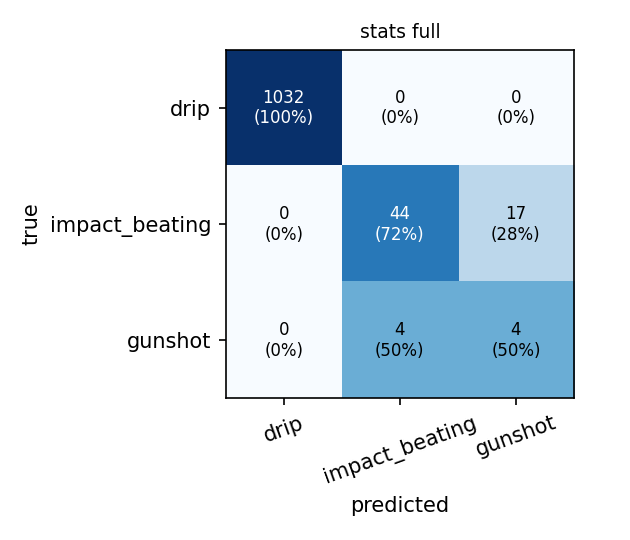 stats full
true
drip
1032
(100%)
0
(0%)
0
(0%)
impact_beating
0
(0%)
44
(72%)
17
(28%)
gunshot
0
(0%)
4
(50%)
4
(50%)
drip
impact_beating
gunshot
predicted